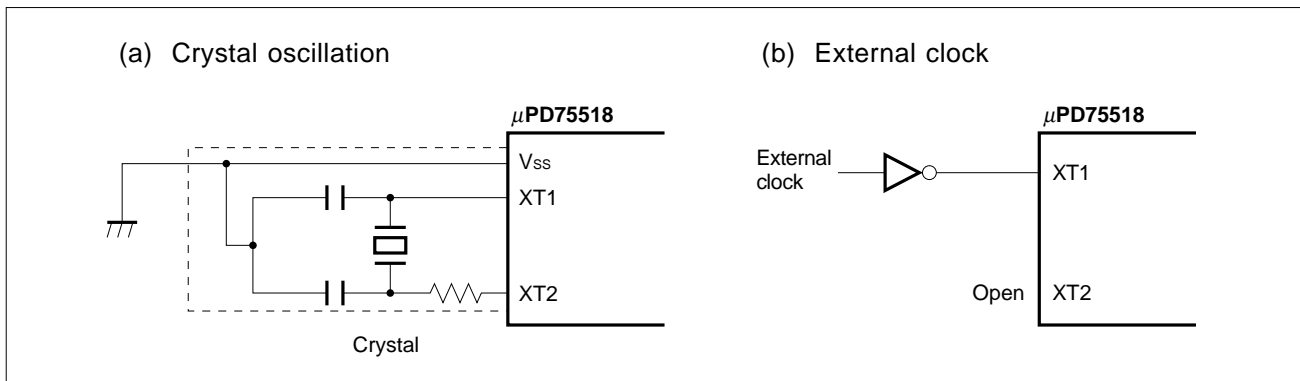 (a) Crystal oscillation
μPD75518
Vss
XT1
XT2
Crystal
(b) External clock
μPD75518
External
clock
XT1
Open
XT2